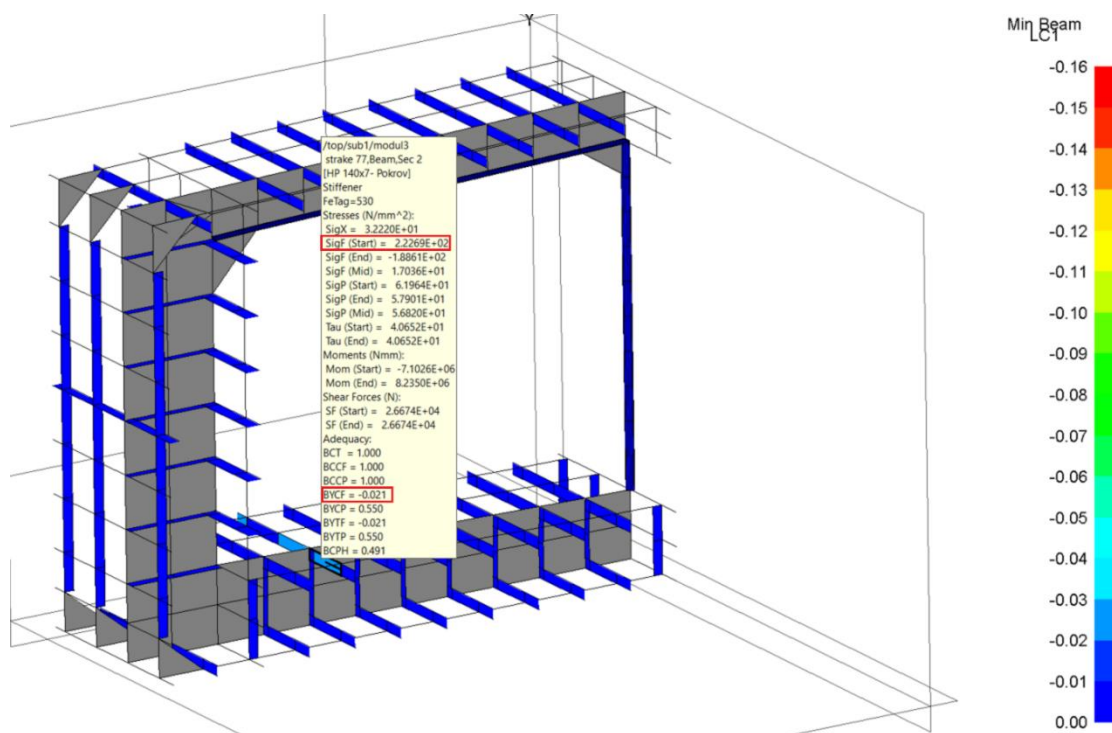 Y
Min Beam
LC1
-0.16
-0.15
-0.14
-0.13
-0.12
-0.11
-0.10
-0.09
-0.08
-0.07
-0.06
-0.05
-0.04
-0.03
-0.02
-0.01
0.00
/top/sub1/modul3
strake 77,Beam,Sec 2
[HP 140x7- Pokrov]
Stiffener
FeTag=530
Stresses (N/mm^2):
SigX = 3.2220E+01
SigF (Start) = 2.2269E+02
SigF (End) = -1.8861E+02
SigF (Mid) = 1.7036E+01
SigP (Start) = 6.1964E+01
SigP (End) = 5.7901E+01
SigP (Mid) = 5.6820E+01
Tau (Start) = 4.0652E+01
Tau (End) = 4.0652E+01
Moments (Nmm):
Mom (Start) = -7.1026E+06
Mom (End) = 8.2350E+06
Shear Forces (N):
SF (Start) = 2.6674E+04
SF (End) = 2.6674E+04
Adequacy:
BCT = 1.000
BCCF = 1.000
BCCP = 1.000
BYCF = -0.021
BYCP = 0.550
BYTF = -0.021
BYTP = 0.550
BCPH = 0.491